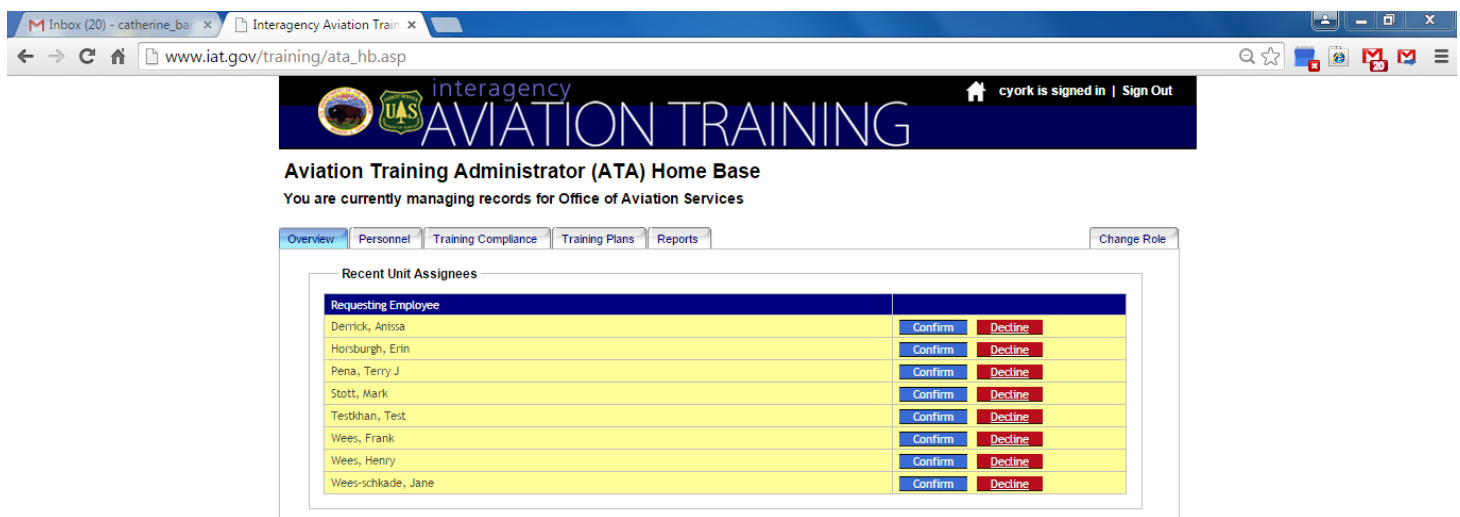 Inbox (20) - catherine_bar
Interagency Aviation Train
www.iat.gov/training/ata_hb.asp
20
interagency
AVIATION TRAINING
UAS
cyork is signed in | Sign Out
Aviation Training Administrator (ATA) Home Base
You are currently managing records for Office of Aviation Services
Overview Personnel Training Compliance Training Plans Reports Change Role
Recent Unit Assignees
Requesting Employee
Derrick, Anissa Confirm Decline
Horsburgh, Erin Confirm Decline
Pena, Terry J Confirm Decline
Stott, Mark Confirm Decline
Testkhan, Test Confirm Decline
Wees, Frank Confirm Decline
Wees, Henry Confirm Decline
Wees-schkade, Jane Confirm Decline